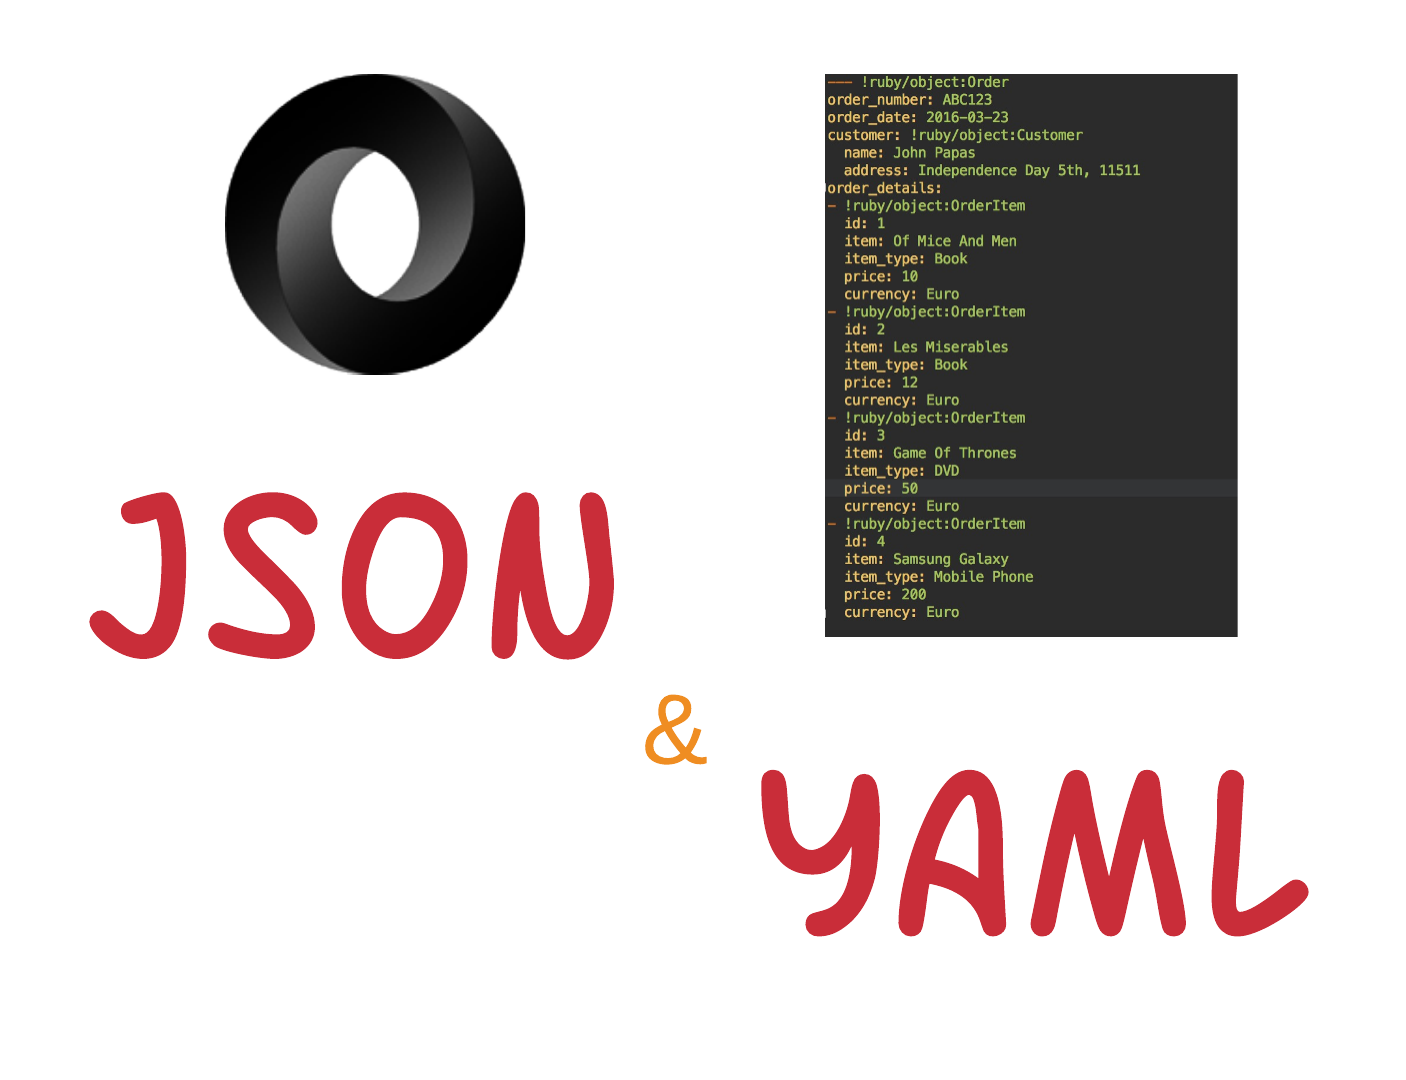 --- !ruby/object:Order
order_number: ABC123
order_date: 2016-03-23
customer: !ruby/object:Customer
  name: John Papas
  address: Independence Day 5th, 11511
order_details:
- !ruby/object:OrderItem
  id: 1
  item: Of Mice And Men
  item_type: Book
  price: 10
  currency: Euro
- !ruby/object:OrderItem
  id: 2
  item: Les Miserables
  item_type: Book
  price: 12
  currency: Euro
- !ruby/object:OrderItem
  id: 3
  item: Game Of Thrones
  item_type: DVD
  price: 50
  currency: Euro
- !ruby/object:OrderItem
  id: 4
  item: Samsung Galaxy
  item_type: Mobile Phone
  price: 200
  currency: Euro
JSON
&
YAML